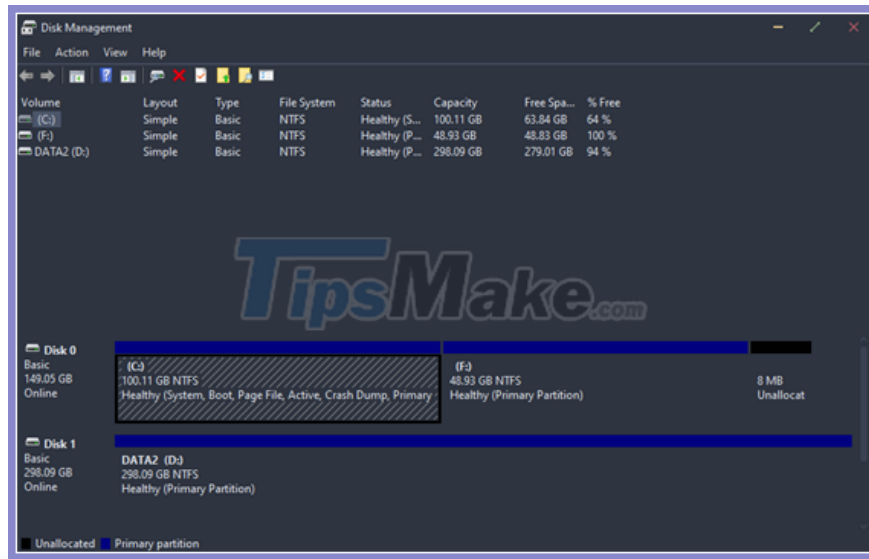 Disk Management
File Action View Help
Volume Layout Type File System Status Capacity Free Spa... % Free
(C:) Simple Basic NTFS Healthy (S... 100.11 GB 63.84 GB 64 %
(F:) Simple Basic NTFS Healthy (P... 48.93 GB 48.83 GB 100 %
DATA2 (D:) Simple Basic NTFS Healthy (P... 298.09 GB 279.01 GB 94 %
TipsMake.com
Disk 0
Basic
149.05 GB
Online
(C:)
100.11 GB NTFS
Healthy (System, Boot, Page File, Active, Crash Dump, Primary
(F:)
48.93 GB NTFS
Healthy (Primary Partition)
8 MB
Unallocat
Disk 1
Basic
298.09 GB
Online
DATA2 (D:)
298.09 GB NTFS
Healthy (Primary Partition)
Unallocated Primary partition